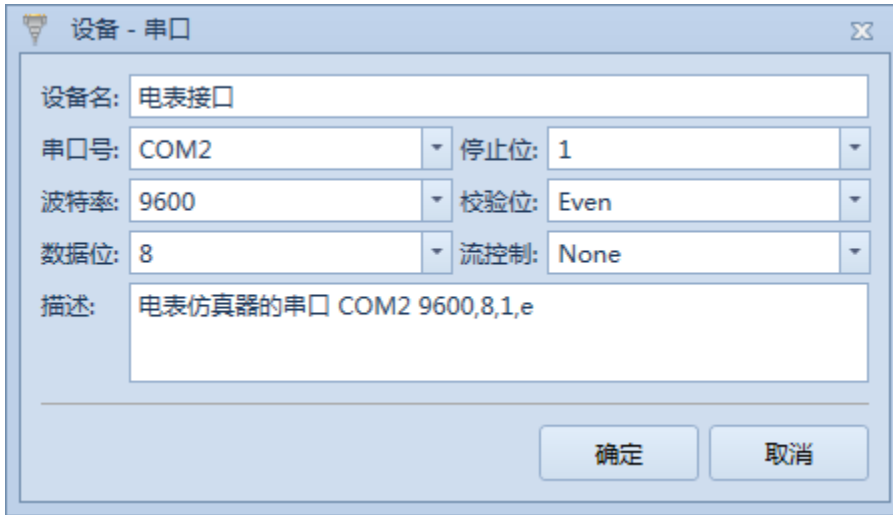 设备 - 串口
设备名: 电表接口
串口号: COM2 停止位: 1
波特率: 9600 校验位: Even
数据位: 8 流控制: None
描述: 电表仿真器的串口 COM2 9600,8,1,e
确定 取消